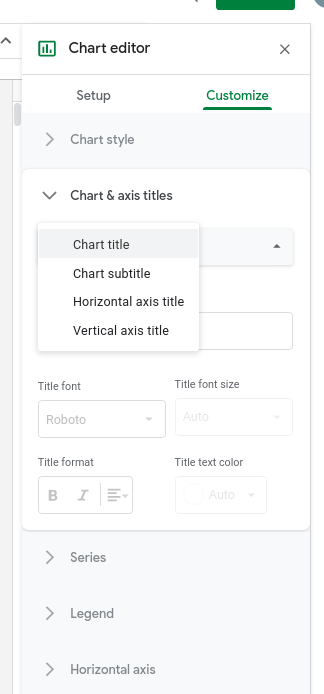 Chart editor
Setup
Customize
Chart style
Chart & axis titles
Chart title
Chart subtitle
Horizontal axis title
Vertical axis title
Title font
Title font size
Roboto
Auto
Title format
Title text color
B
I
Auto
Series
Legend
Horizontal axis